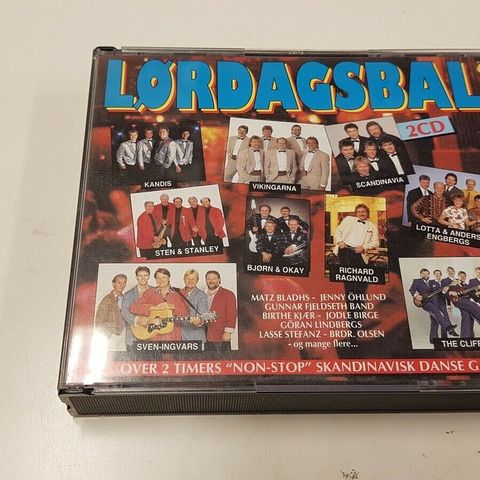 LØRDAGSBAL
2CD
KANDIS
VIKINGARNA
SCANDINAVIA
STEN & STANLEY
BJØRN & OKAY
RICHARD
RAGNVALD
LOTTA & ANDERS
ENGBERGS
SVEN-INGVARS
MATZ BLADHS - JENNY ÖHLUND
GUNNAR FJELDSETH BAND
BIRTHE KJÆR - JODLE BIRGE
GÖRAN LINDBERGS
LASSE STEFANZ - BRDR. OLSEN
- og mange flere...
THE CLIFF
OVER 2 TIMERS "NON-STOP" SKANDINAVISK DANSE G